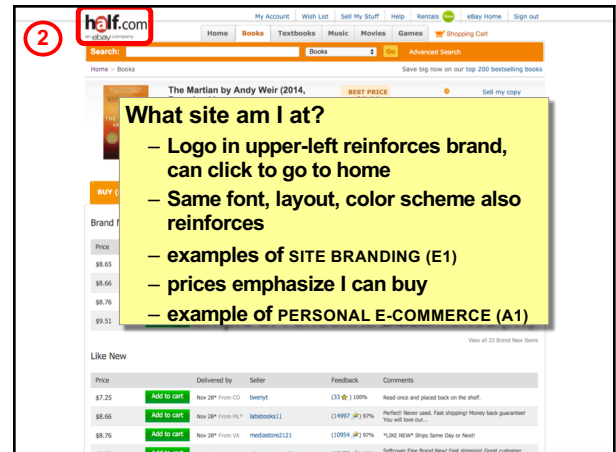 2
half.com
an ebay company
My Account Wish List Sell My Stuff Help Rentals eBay Home Sign out
Home Books Textbooks Music Movies Games Shopping Cart
Search: Books Go Advanced Search
Home > Books Save big now on our top 200 bestselling books
The Martian by Andy Weir (2014,
BEST PRICE
Sell my copy
What site am I at?
– Logo in upper-left reinforces brand,
can click to go to home
– Same font, layout, color scheme also
reinforces
– examples of SITE BRANDING (E1)
– prices emphasize I can buy
– example of PERSONAL E-COMMERCE (A1)
BUY
Brand
Price
$8.65
$8.66
$8.76
$9.51
View all 23 Brand New Items
Like New
Price Delivered by Seller Feedback Comments
$7.25 Add to cart Nov 28* From CO twenyt (33 ) 100% Read once and placed back on the shelf.
$8.66 Add to cart Nov 28* From ML* labsbooks11 (14997 ) 97% Perfect! Never used. Fast shipping! Money back guarantee!
You will love our...
$8.76 Add to cart Nov 28* From VA mediastore2121 (10954 ) 97% *LIKE NEW* Ships Same Day or Next!
Softcover Fine Brand New! Fast shipping! Great customer